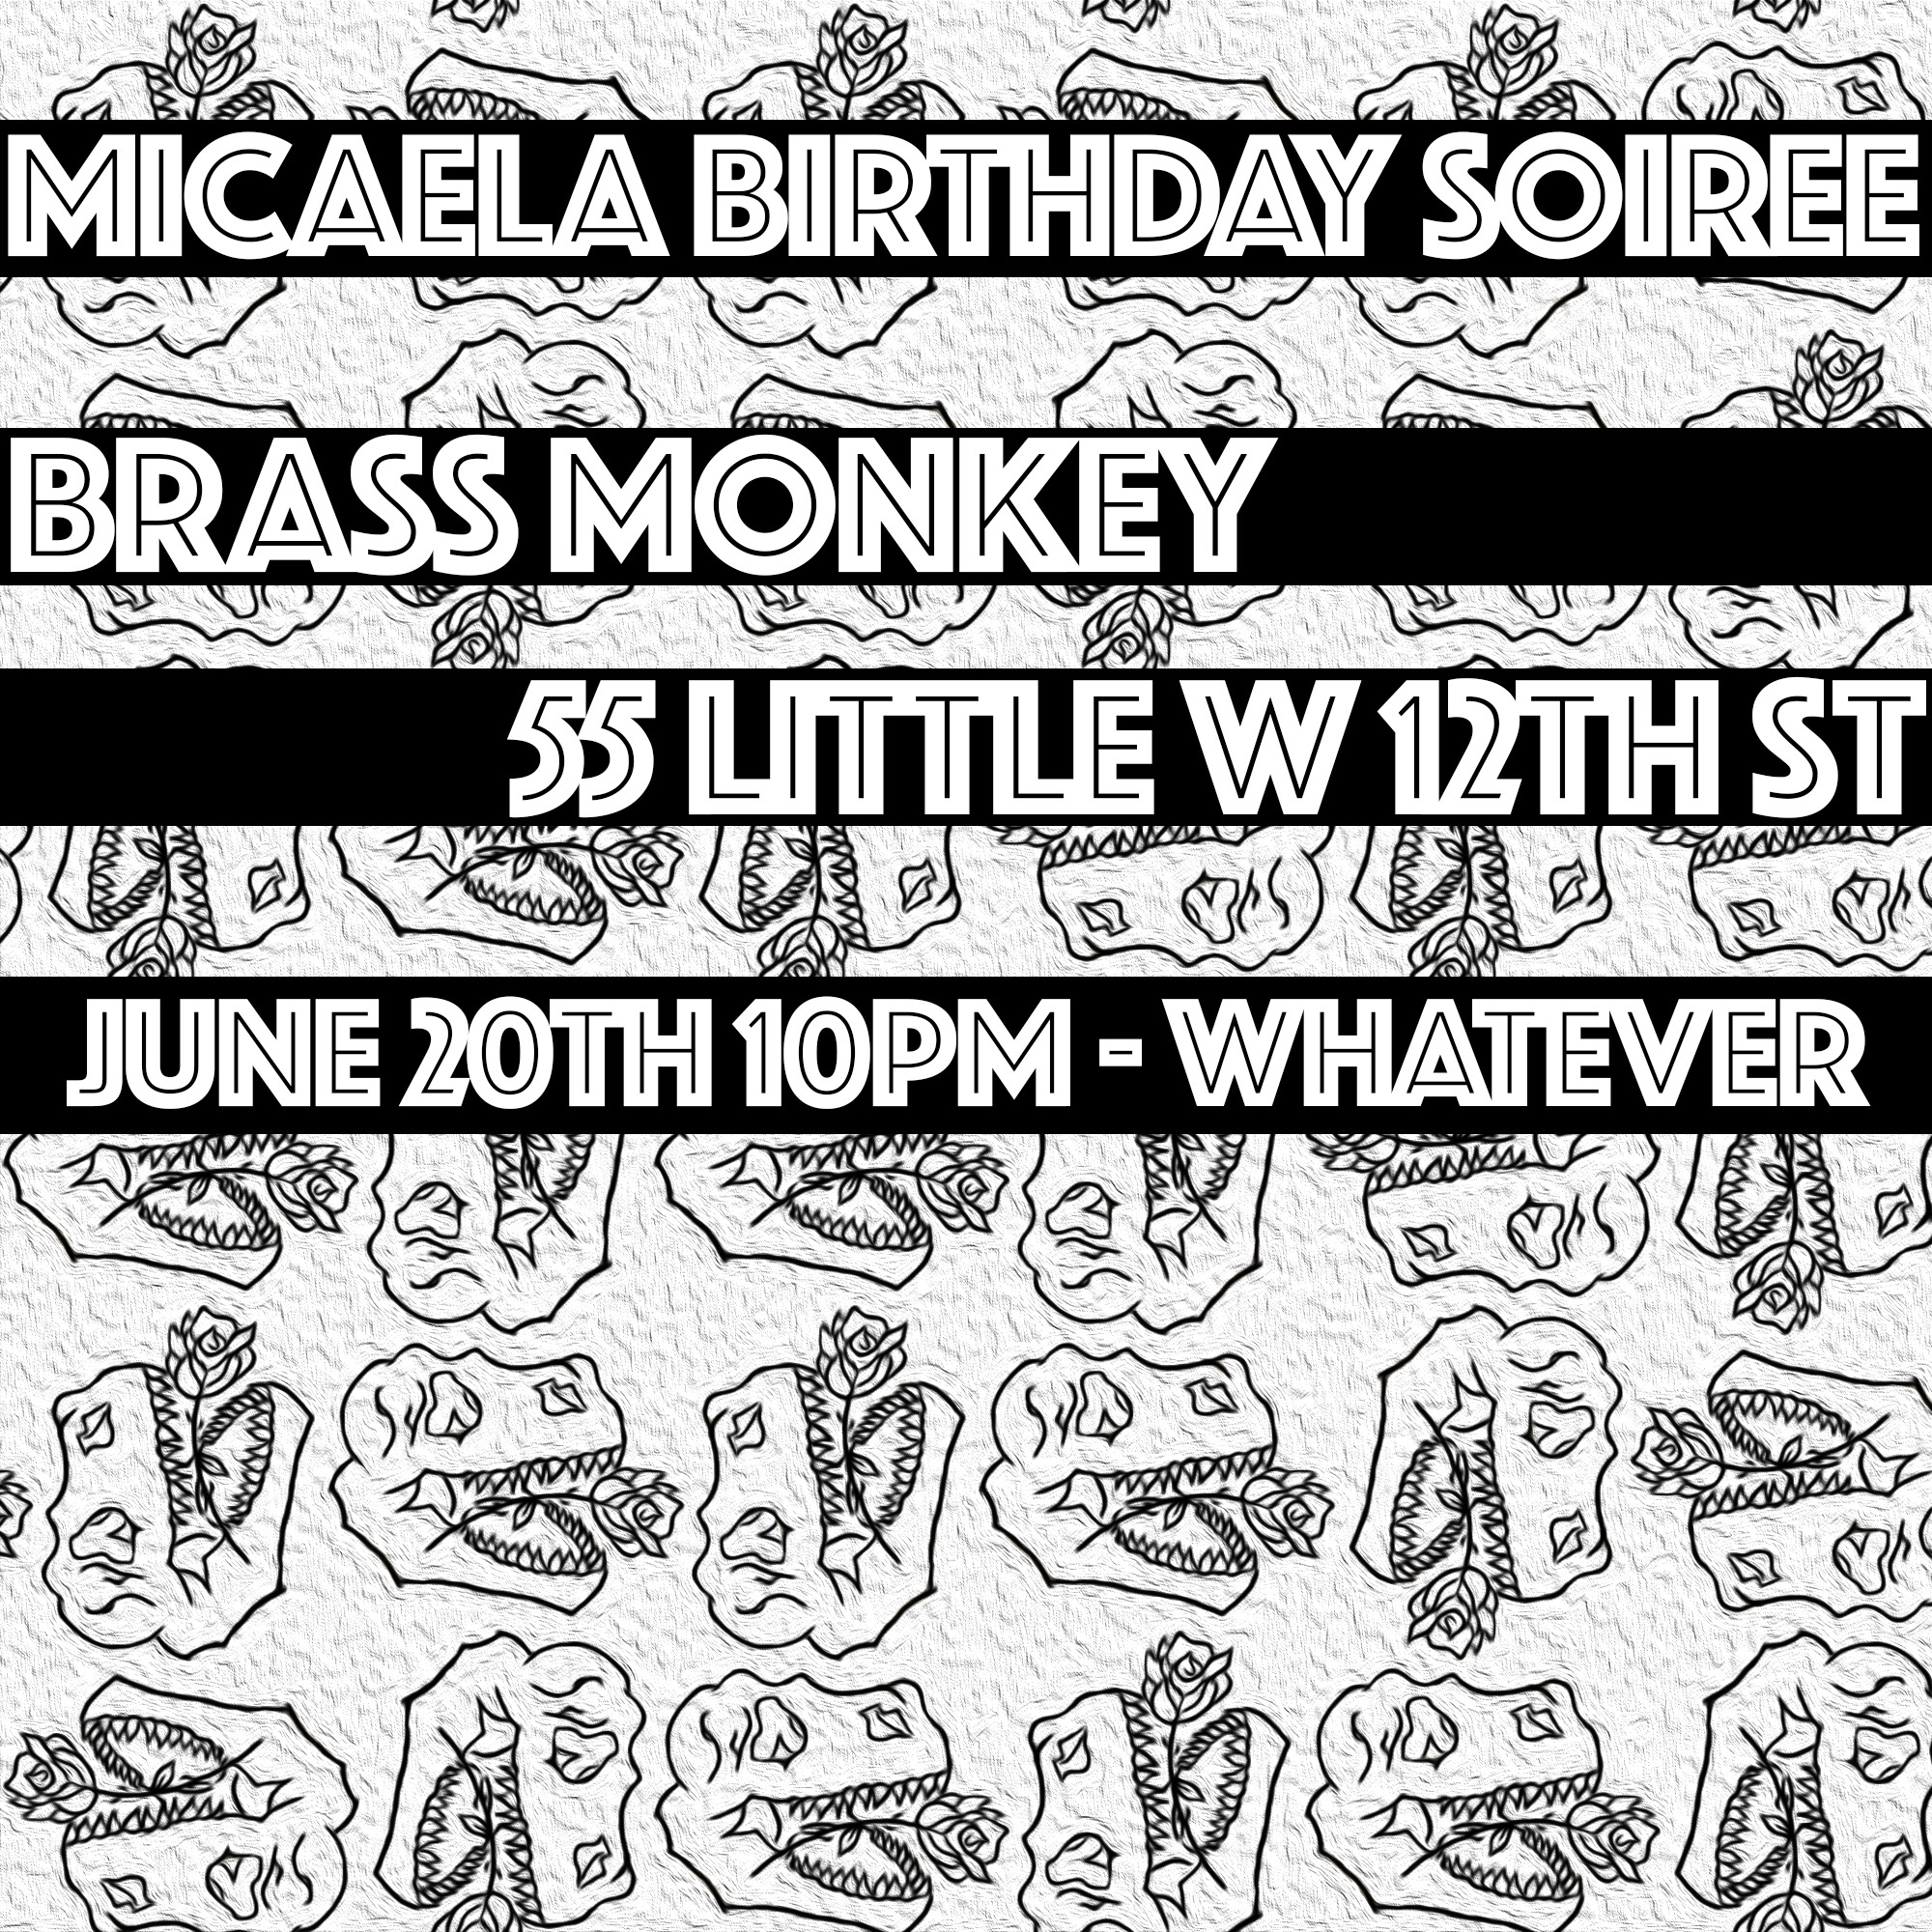 MICAELA BIRTHDAY SOIREE
BRASS MONKEY
55 LITTLE W 12TH ST
JUNE 20TH 10PM - WHATEVER